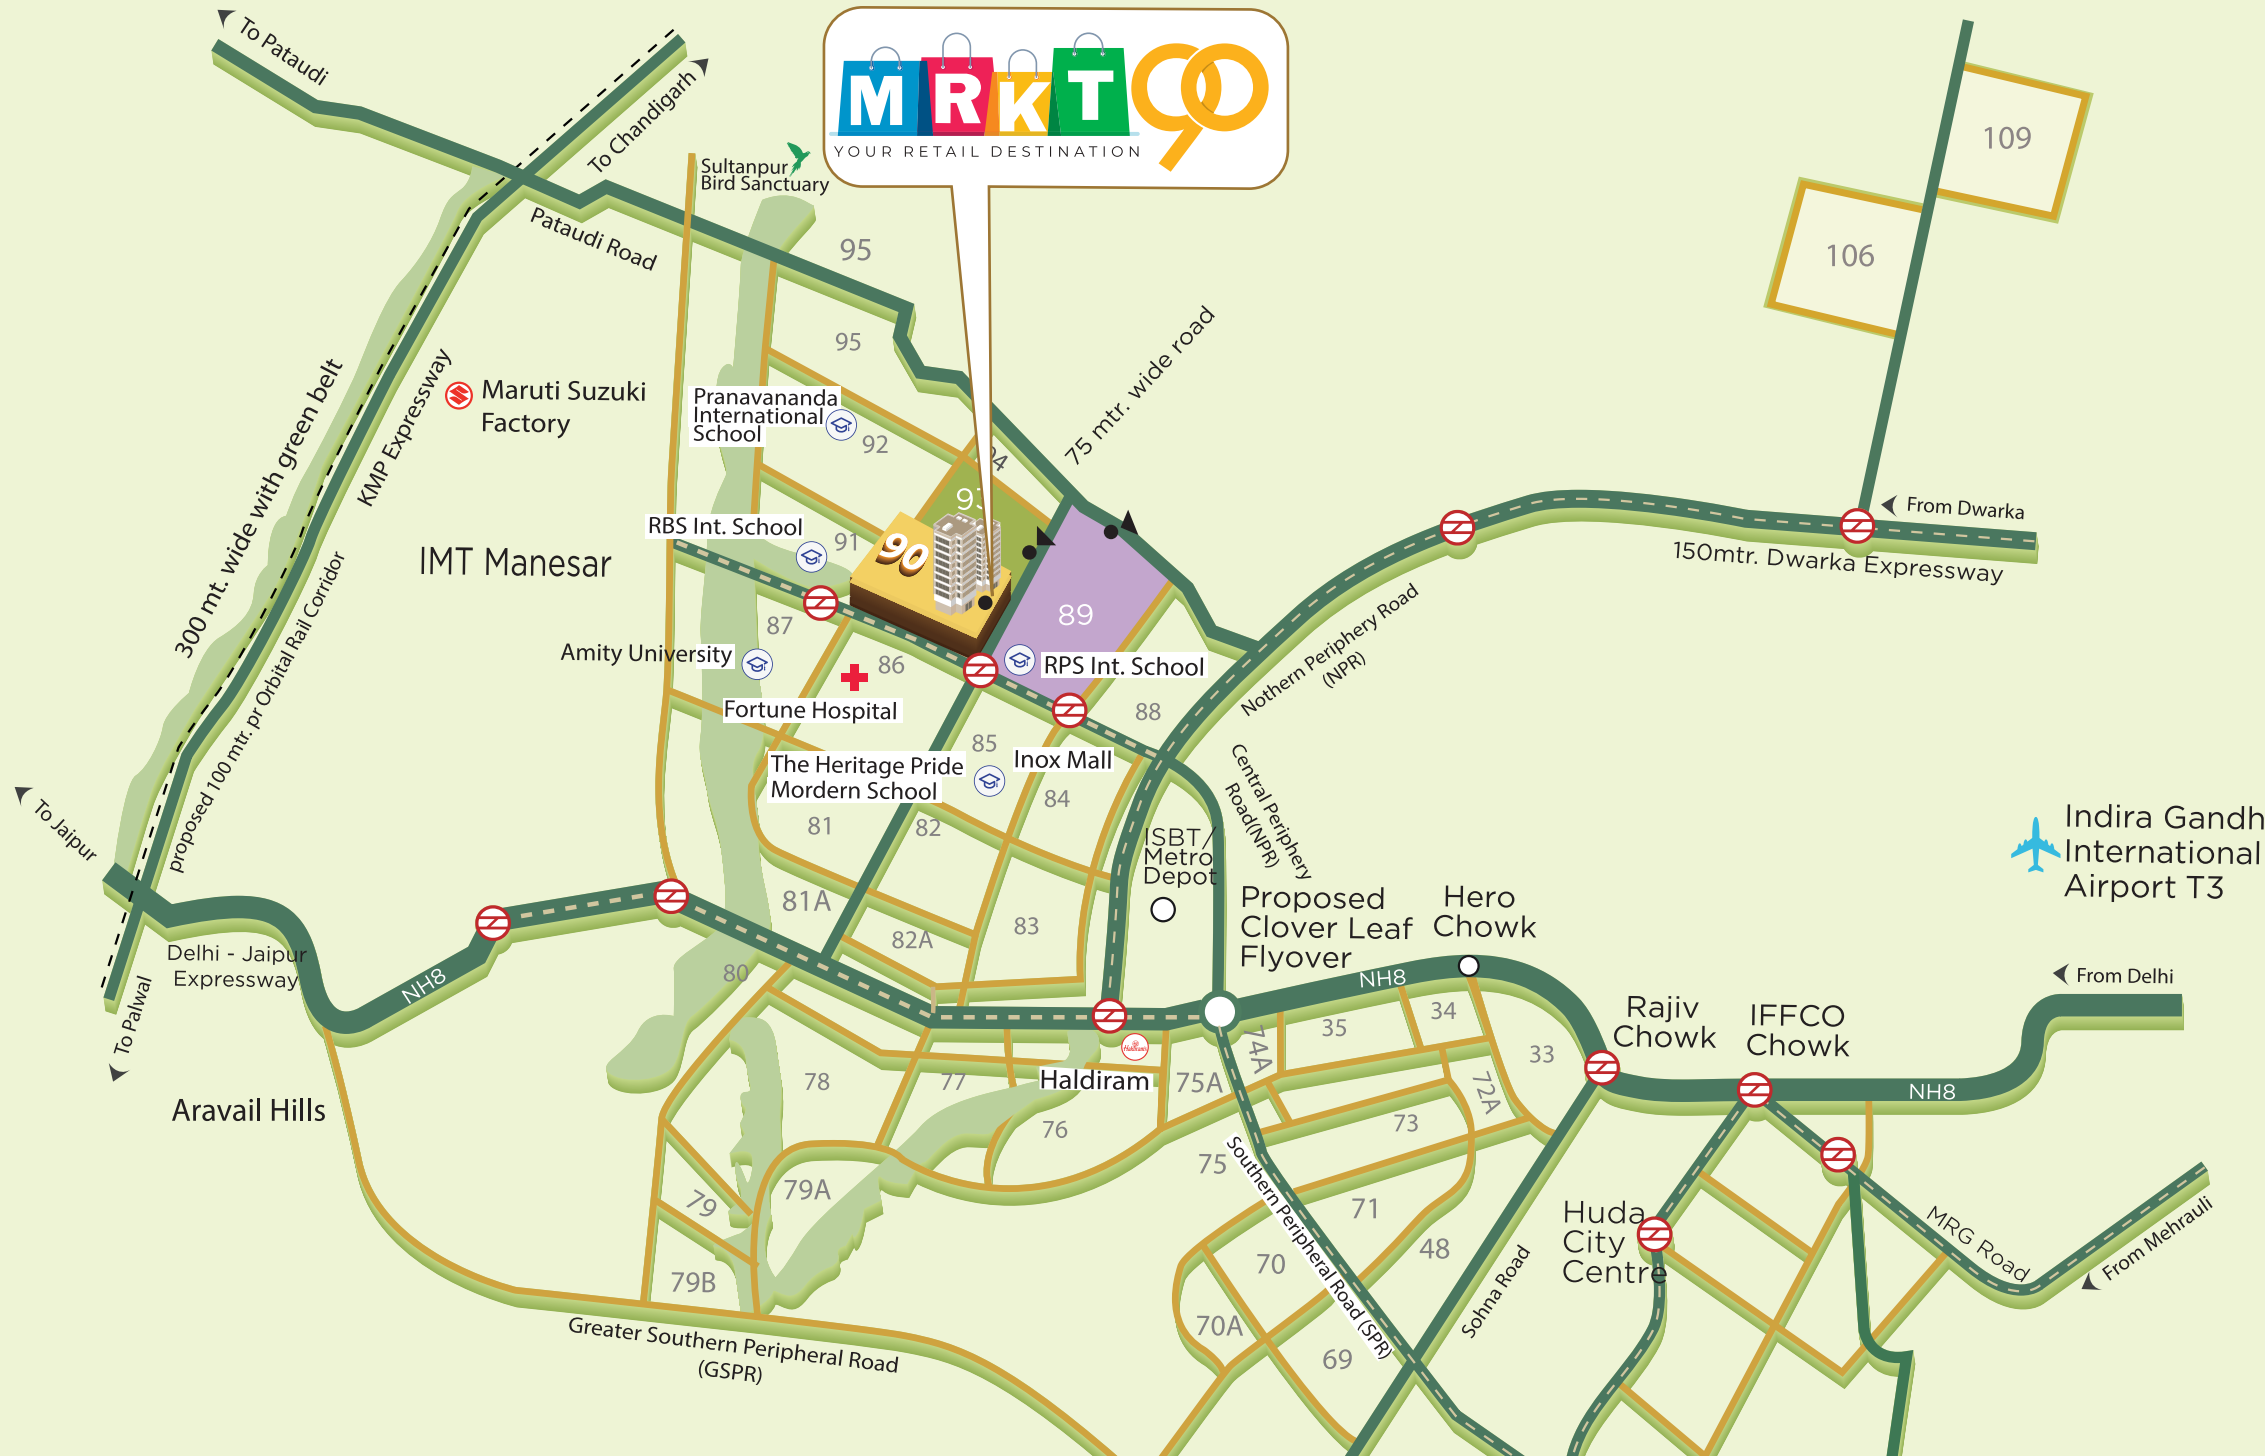 To Pataudi
To Chandigarh
MRKT 90
YOUR RETAIL DESTINATION
Sultanpur
Bird Sanctuary
Pataudi Road
95
109
106
95
75 mtr. wide road
300 mt. wide with green belt
KMP Expressway
Maruti Suzuki
Factory
Pranavananda
International
School
92
94
93
From Dwarka
150mtr. Dwarka Expressway
RBS Int. School
91
90
IMT Manesar
proposed 100 mtr. pr Orbital Rail Corridor
89
Nothern Periphery Road
(NPR)
87
Amity University
86
RPS Int. School
Fortune Hospital
88
85
Inox Mall
The Heritage Pride
Mordern School
84
Central Periphery
Road(NPR)
81
82
ISBT/
Metro
Depot
To Jaipur
Indira Gandh
International
Airport T3
81A
82A
83
Proposed
Clover Leaf
Flyover
Hero
Chowk
Delhi - Jaipur
Expressway
NH8
80
NH8
From Delhi
To Palwal
Rajiv
Chowk
IFFCO
Chowk
74A
35
34
33
Haldiram's
Haldiram
78
77
75A
72A
NH8
Aravail Hills
76
73
75
Southern Peripheral Road (SPR)
79
79A
71
48
70
Huda
City
Centre
MRG Road
From Mehrauli
79B
70A
69
Sohna Road
Greater Southern Peripheral Road
(GSPR)